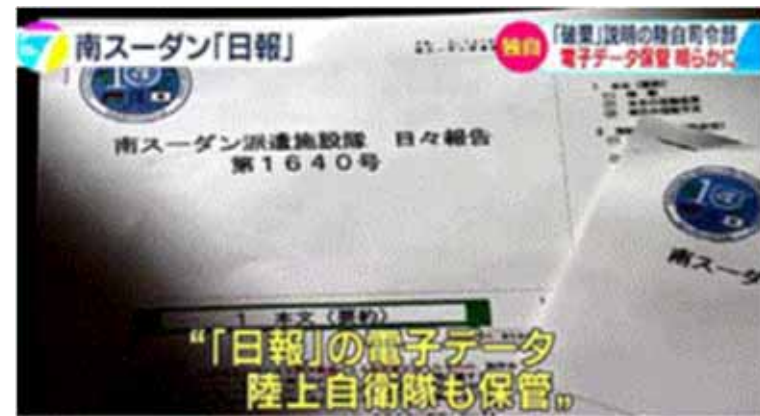 7
南スーダン「日報」
独自
「破棄」説明の陸自司令部
電子データ保管 明らかに
南スーダン派遣施設隊 日々報告
第1640号
南スーダ
1 本文（要約）
“「日報」の電子データ
陸上自衛隊も保管„